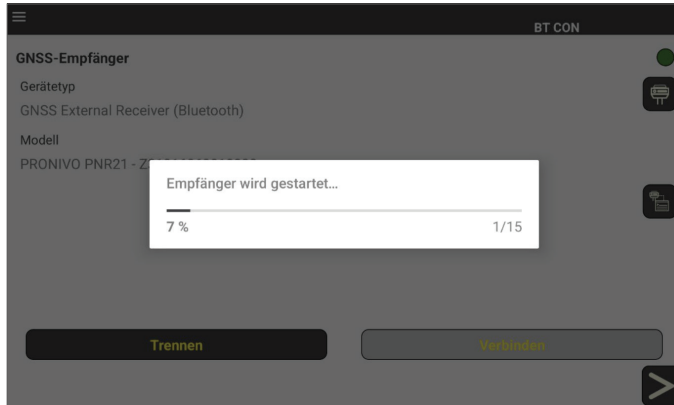 BT CON
GNSS-Empfänger
Gerätetyp
GNSS External Receiver (Bluetooth)
Modell
PRONIVO PNR21 -
Empfänger wird gestartet...
7 %
1/15
Trennen
Verbinden